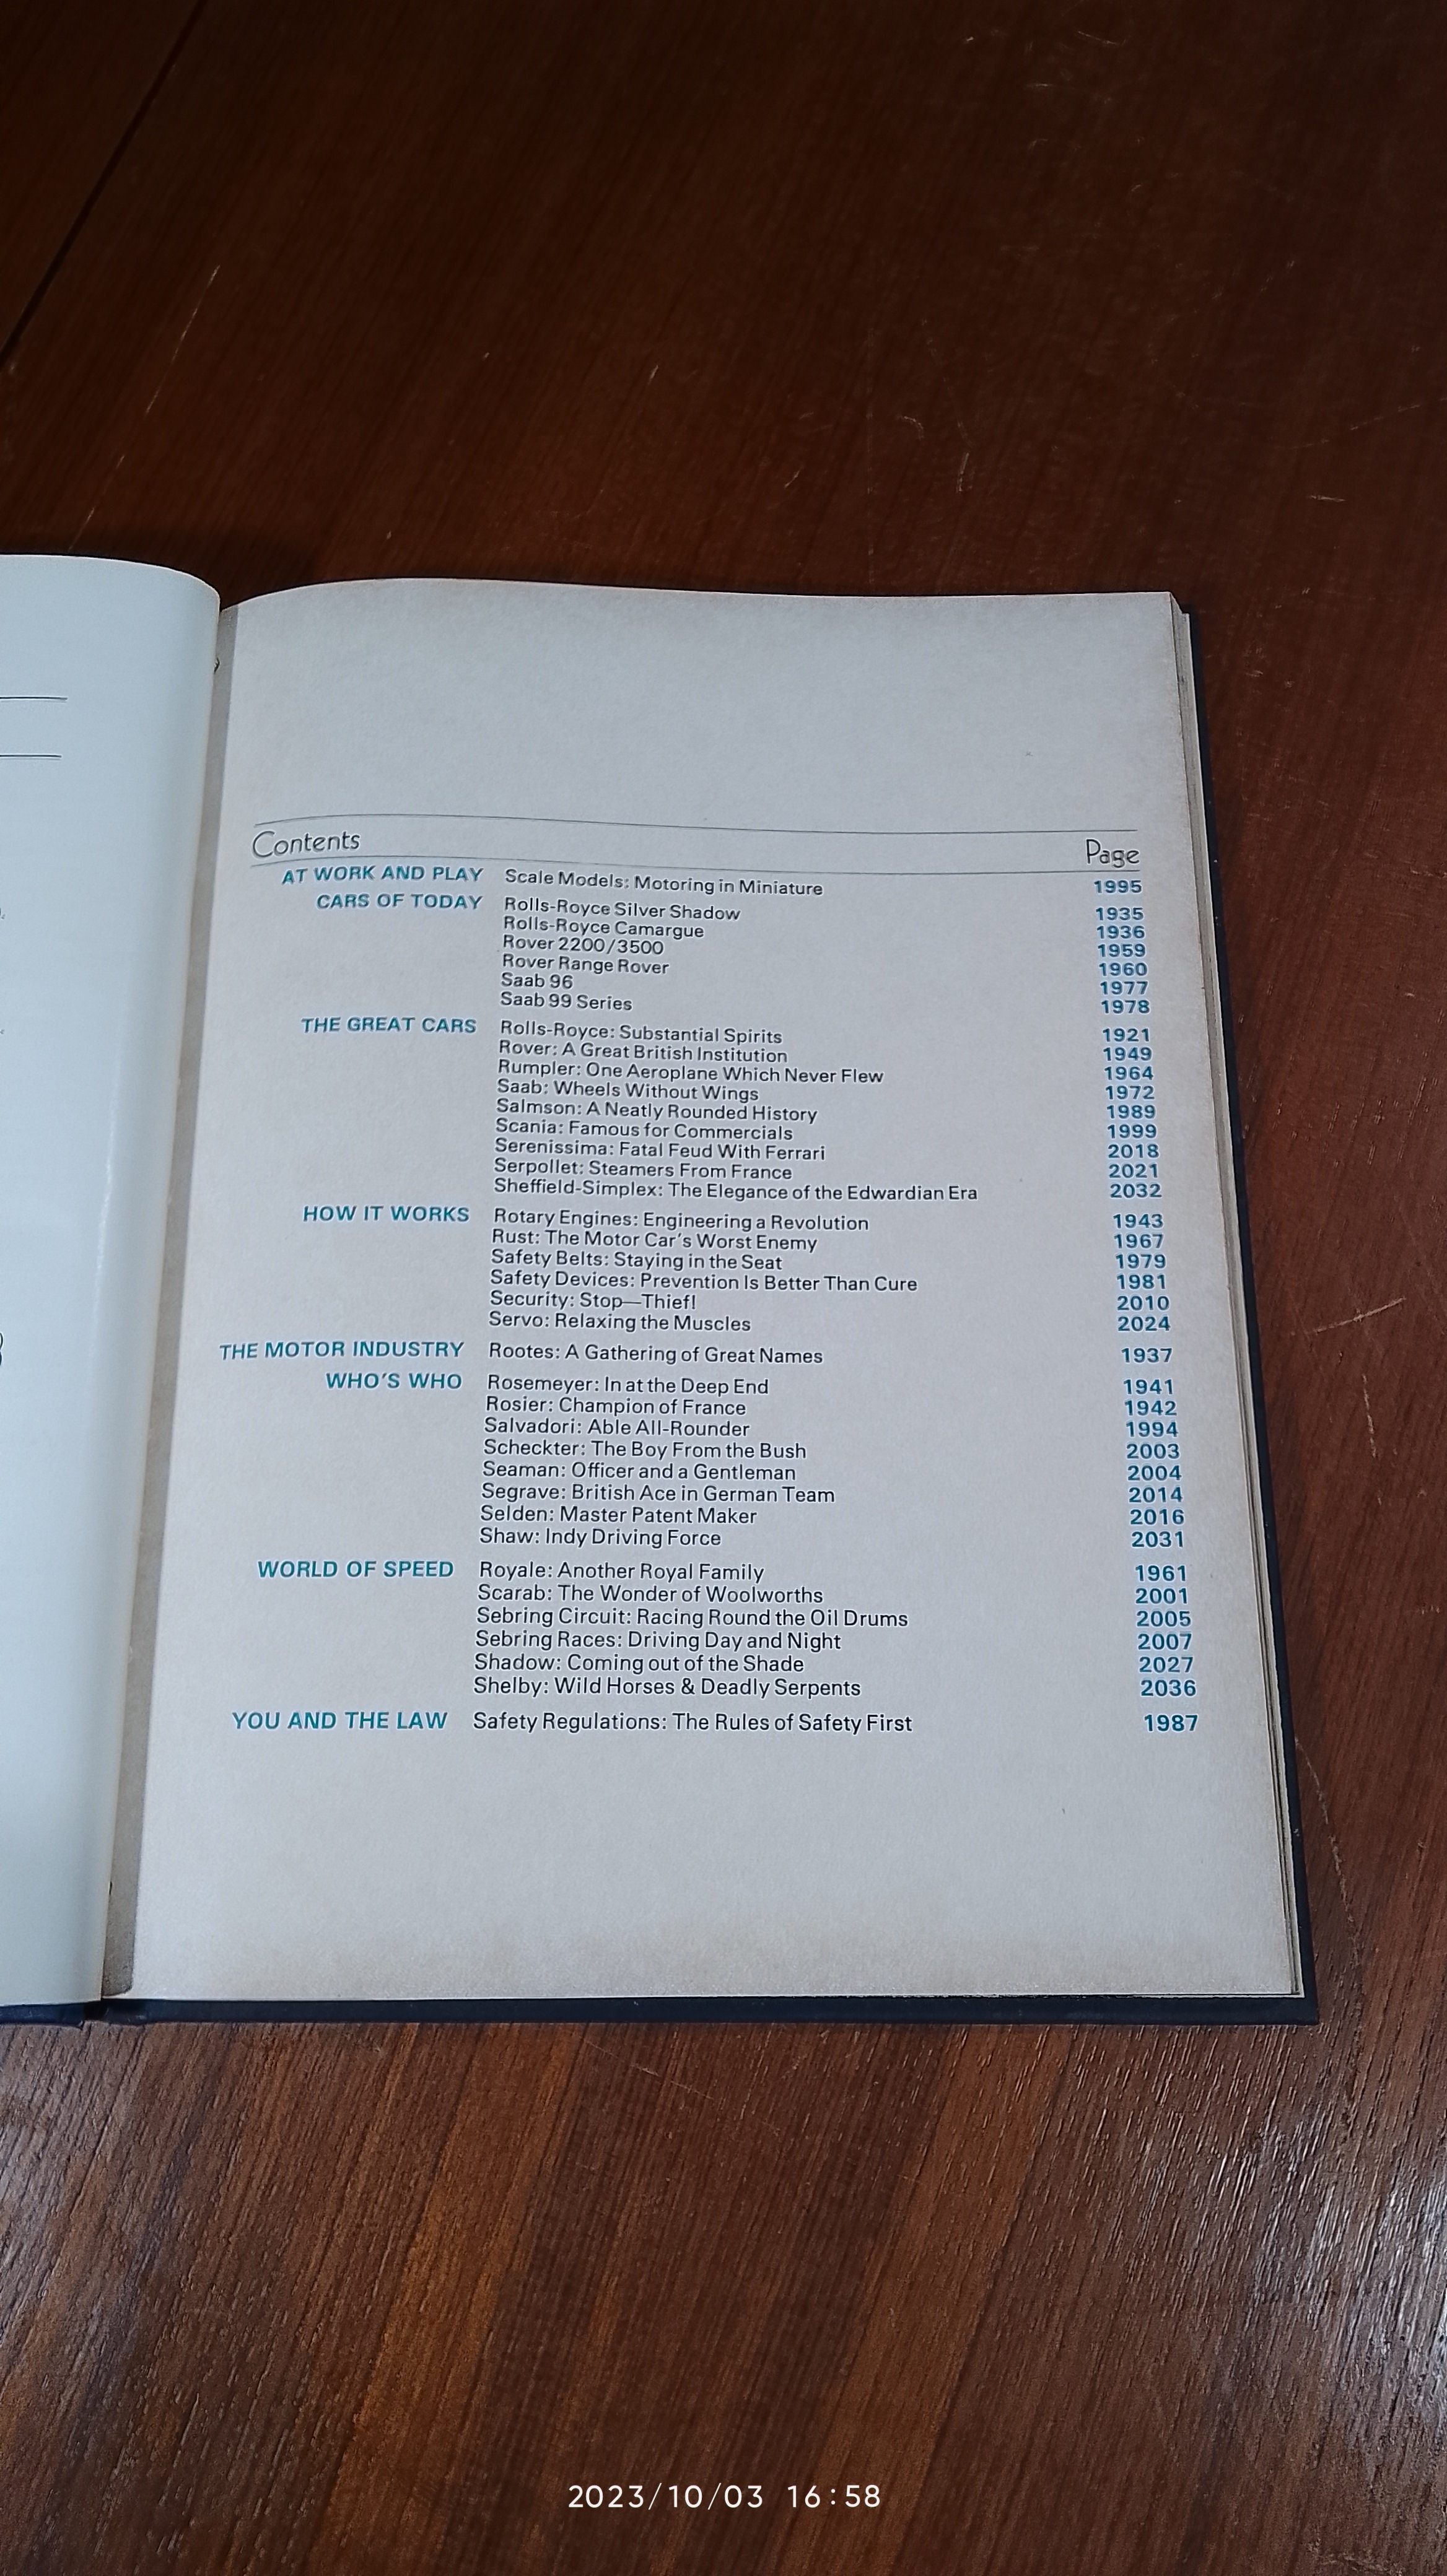 Contents Page
AT WORK AND PLAY Scale Models: Motoring in Miniature 1995
CARS OF TODAY Rolls-Royce Silver Shadow 1935
Rolls-Royce Camargue 1936
Rover 2200/3500 1959
Rover Range Rover 1960
Saab 96 1977
Saab 99 Series 1978
THE GREAT CARS Rolls-Royce: Substantial Spirits 1921
Rover: A Great British Institution 1949
Rumpler: One Aeroplane Which Never Flew 1964
Saab: Wheels Without Wings 1972
Salmson: A Neatly Rounded History 1989
Scania: Famous for Commercials 1999
Serenissima: Fatal Feud With Ferrari 2018
Serpollet: Steamers From France 2021
Sheffield-Simplex: The Elegance of the Edwardian Era 2032
HOW IT WORKS Rotary Engines: Engineering a Revolution 1943
Rust: The Motor Car's Worst Enemy 1967
Safety Belts: Staying in the Seat 1979
Safety Devices: Prevention Is Better Than Cure 1981
Security: Stop—Thief! 2010
Servo: Relaxing the Muscles 2024
THE MOTOR INDUSTRY Rootes: A Gathering of Great Names 1937
WHO'S WHO Rosemeyer: In at the Deep End 1941
Rosier: Champion of France 1942
Salvadori: Able All-Rounder 1994
Scheckter: The Boy From the Bush 2003
Seaman: Officer and a Gentleman 2004
Segrave: British Ace in German Team 2014
Selden: Master Patent Maker 2016
Shaw: Indy Driving Force 2031
WORLD OF SPEED Royale: Another Royal Family 1961
Scarab: The Wonder of Woolworths 2001
Sebring Circuit: Racing Round the Oil Drums 2005
Sebring Races: Driving Day and Night 2007
Shadow: Coming out of the Shade 2027
Shelby: Wild Horses & Deadly Serpents 2036
YOU AND THE LAW Safety Regulations: The Rules of Safety First 1987
2023/10/03 16:58